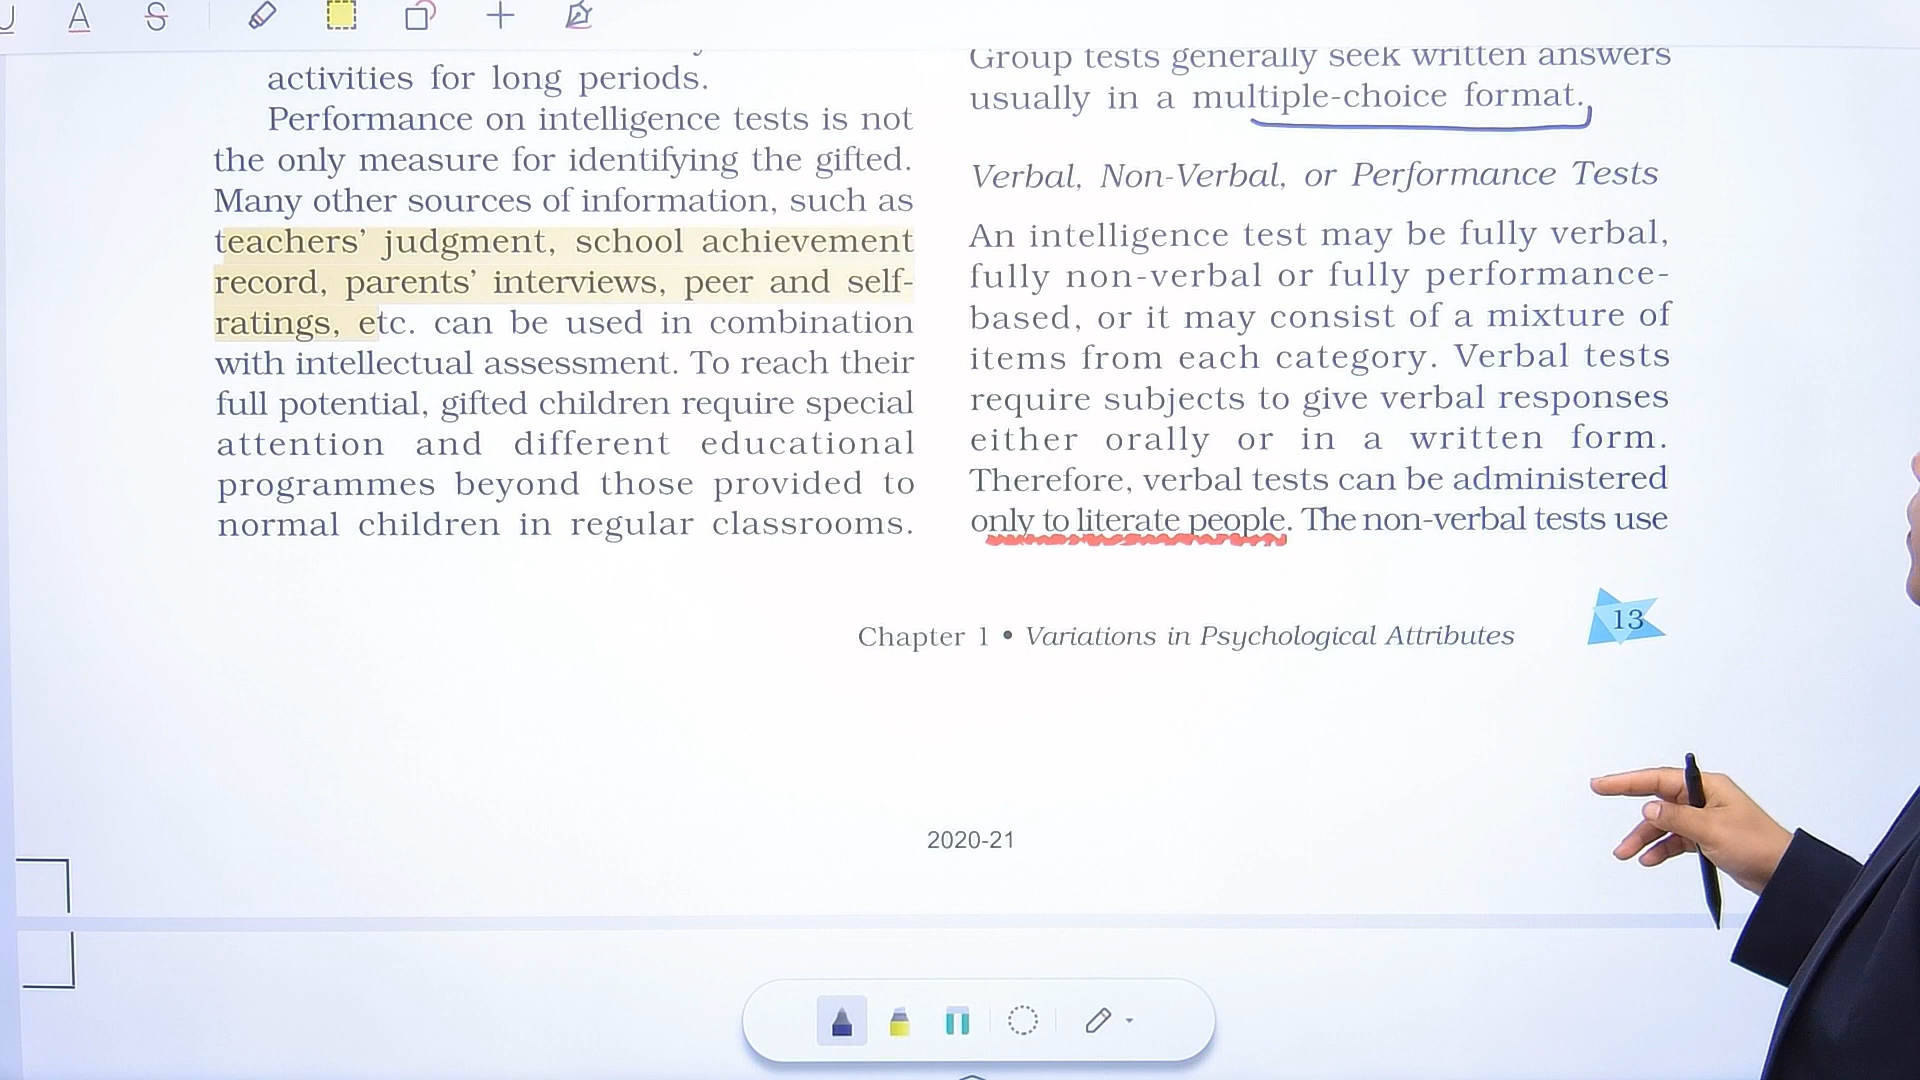 activities for long periods.
Performance on intelligence tests is not
the only measure for identifying the gifted.
Many other sources of information, such as
teachers’ judgment, school achievement
record, parents’ interviews, peer and self-
ratings, etc. can be used in combination
with intellectual assessment. To reach their
full potential, gifted children require special
attention and different educational
programmes beyond those provided to
normal children in regular classrooms.
Group tests generally seek written answers
usually in a multiple-choice format.
Verbal, Non-Verbal, or Performance Tests
An intelligence test may be fully verbal,
fully non-verbal or fully performance-
based, or it may consist of a mixture of
items from each category. Verbal tests
require subjects to give verbal responses
either orally or in a written form.
Therefore, verbal tests can be administered
only to literate people. The non-verbal tests use
Chapter 1 • Variations in Psychological Attributes
13
2020-21